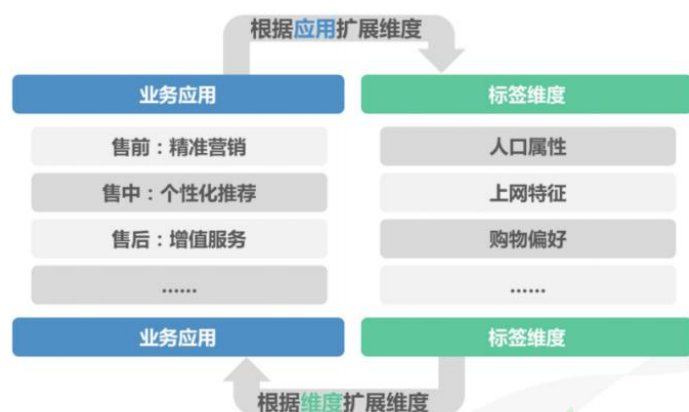 根据应用扩展维度
业务应用
标签维度
售前：精准营销
人口属性
售中：个性化推荐
上网特征
售后：增值服务
购物偏好
......
......
业务应用
标签维度
根据维度扩展维度